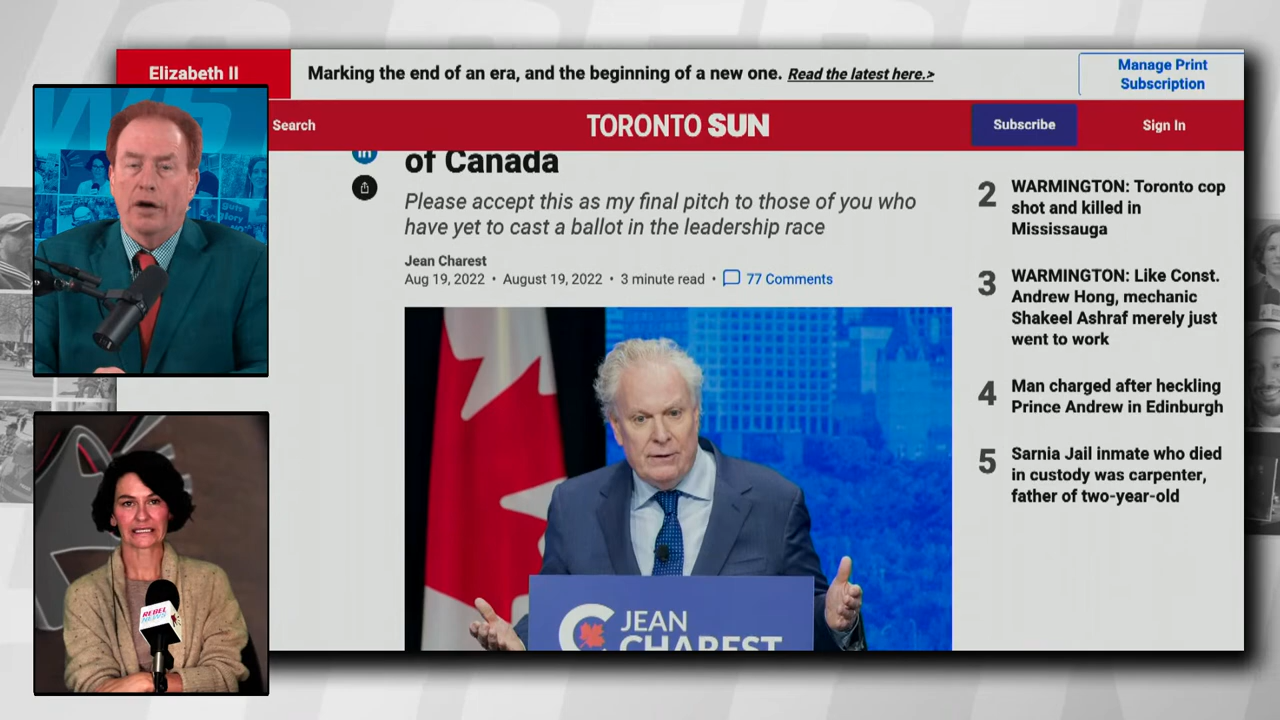 Elizabeth II
Marking the end of an era, and the beginning of a new one. Read the latest here.>
Manage Print
Subscription
Search
TORONTO SUN
Subscribe
Sign In
of Canada
Please accept this as my final pitch to those of you who
have yet to cast a ballot in the leadership race
Jean Charest
Aug 19, 2022 • August 19, 2022 • 3 minute read • 77 Comments
2
WARMINGTON: Toronto cop
shot and killed in
Mississauga
3
WARMINGTON: Like Const.
Andrew Hong, mechanic
Shakeel Ashraf merely just
went to work
4
Man charged after heckling
Prince Andrew in Edinburgh
5
Sarnia Jail inmate who died
in custody was carpenter,
father of two-year-old
JEAN
CHAREST
REBEL
NEWS